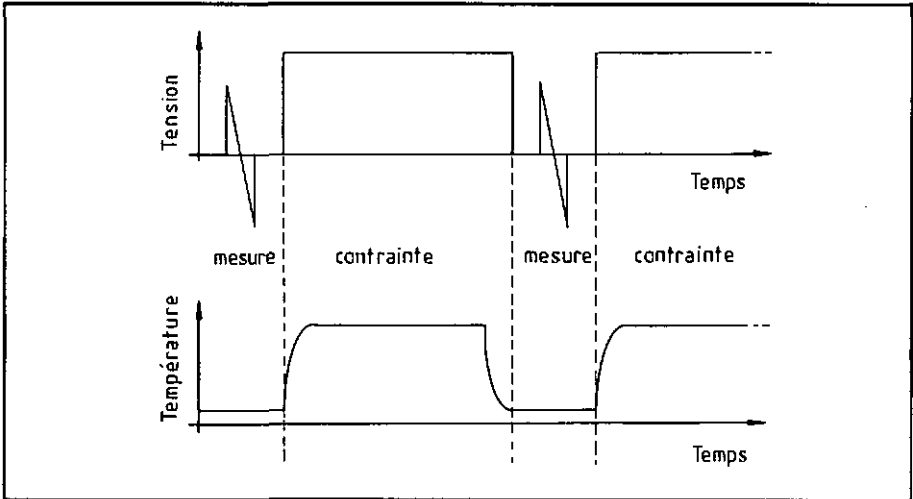 Tension
Temps
mesure contrainte mesure contrainte
Température
Temps